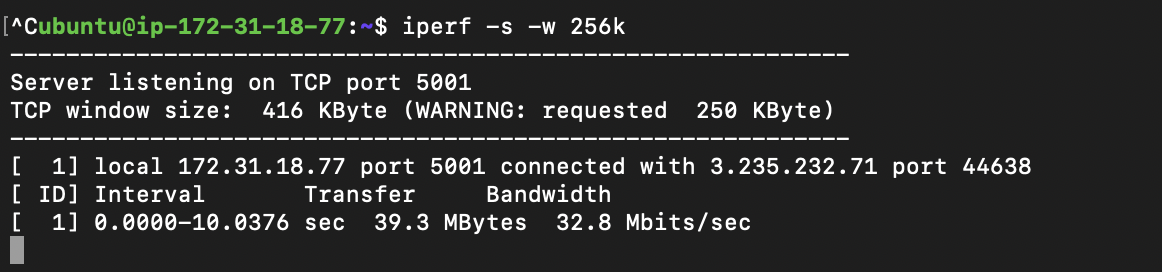 [^Cubuntu@ip-172-31-18-77:~$ iperf -s -w 256k
------------------------------------------------------------
Server listening on TCP port 5001
TCP window size:  416 KByte (WARNING: requested  250 KByte)
------------------------------------------------------------
[  1] local 172.31.18.77 port 5001 connected with 3.235.232.71 port 44638
[ ID] Interval       Transfer     Bandwidth
[  1] 0.0000-10.0376 sec  39.3 MBytes  32.8 Mbits/sec